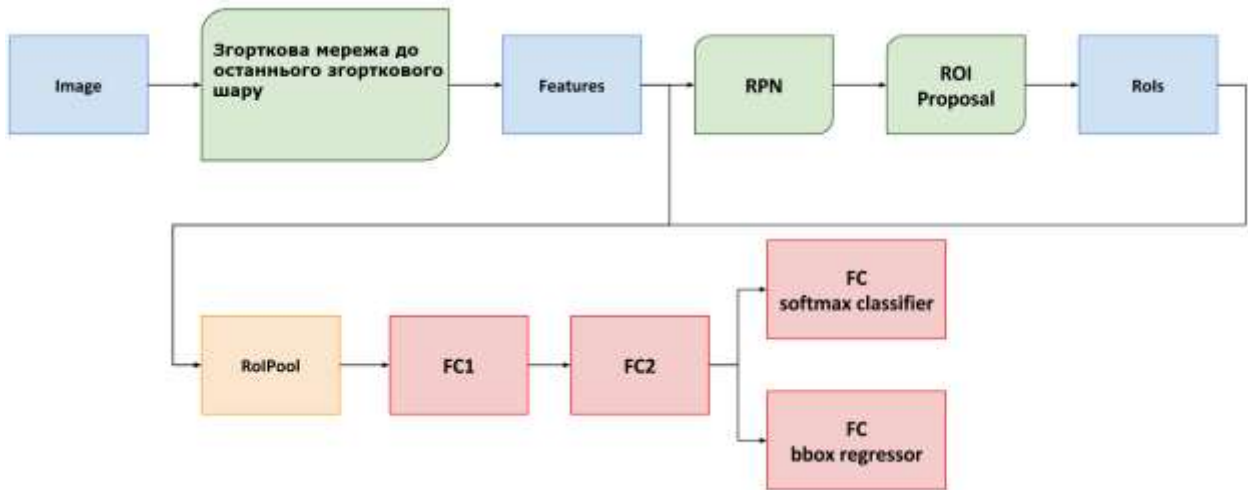 Image
Згорткова мережа до
останнього згорткового
шару
Features
RPN
ROI
Proposal
RoIs
RoIPool
FC1
FC2
FC
softmax classifier
FC
bbox regressor